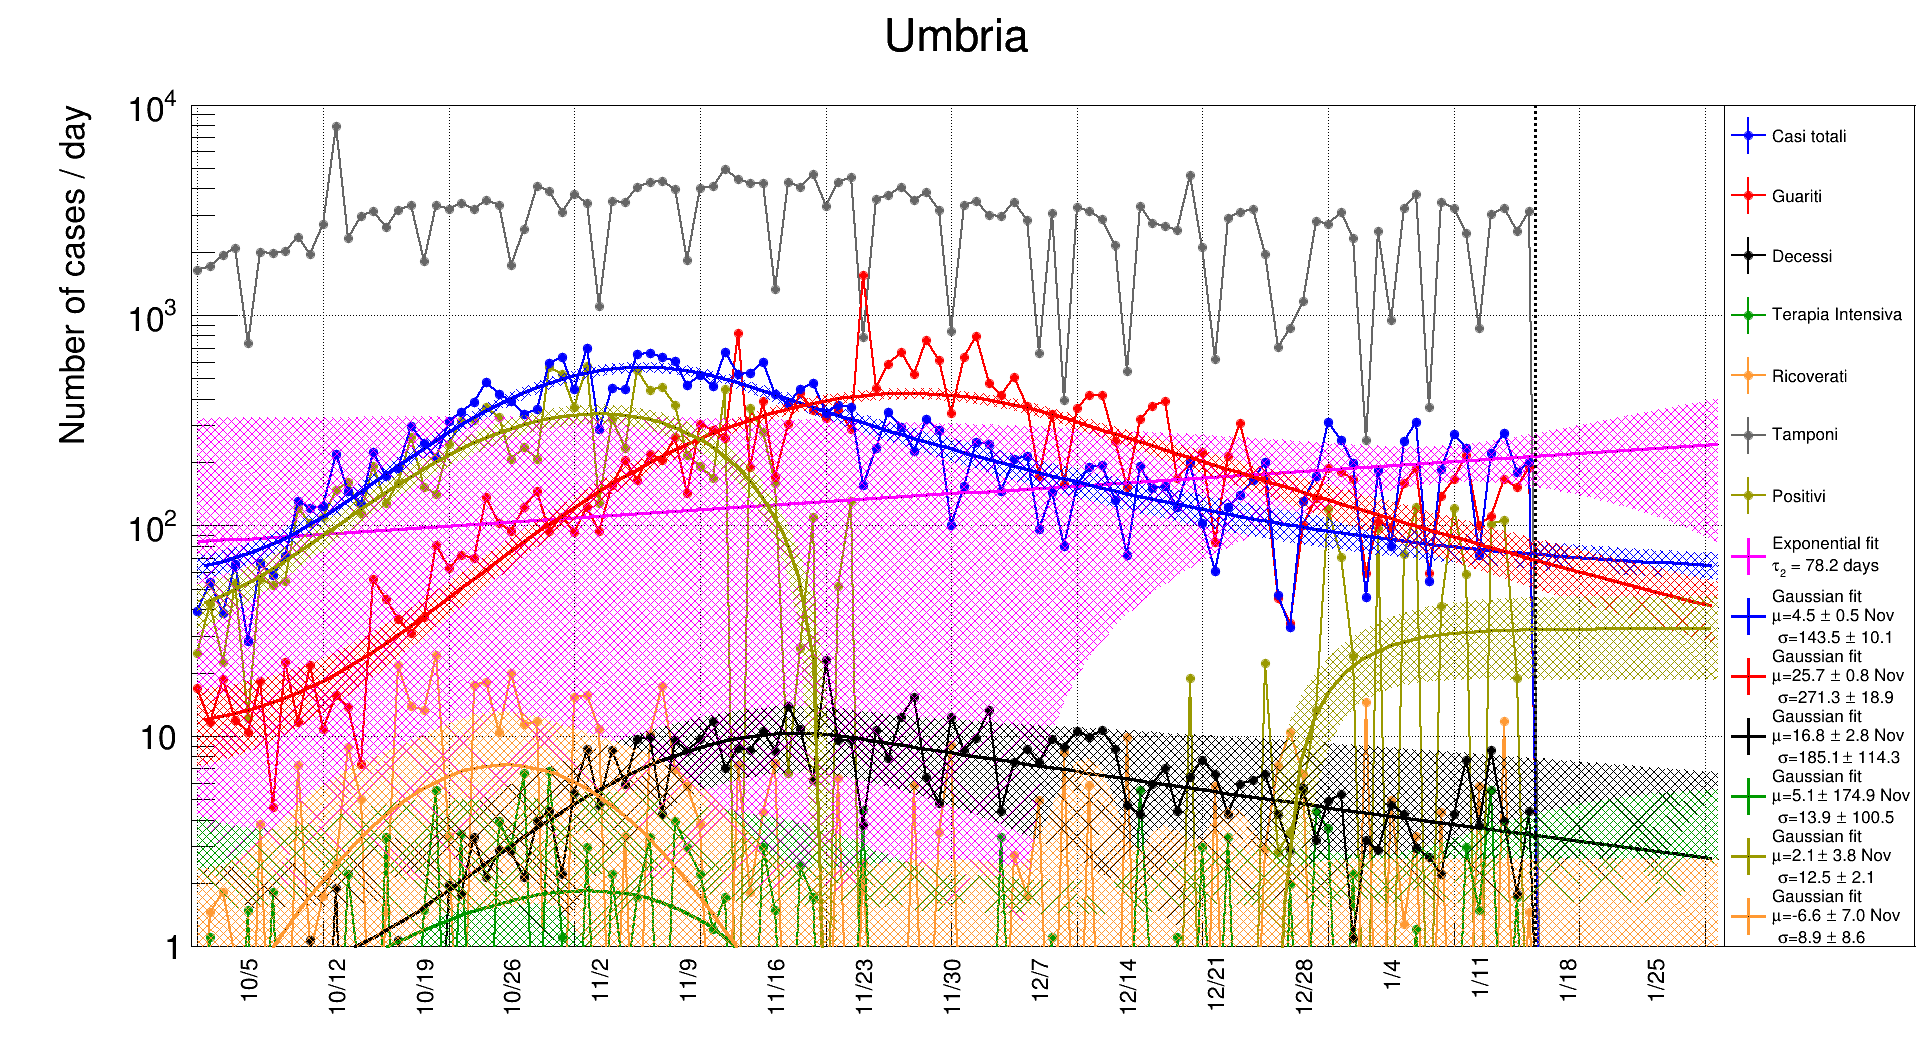 Umbria
Number of cases / day
10⁴
10³
10²
10
1
10/5
10/12
10/19
10/26
11/2
11/9
11/16
11/23
11/30
12/7
12/14
12/21
12/28
1/4
1/11
1/18
1/25
Casi totali
Guariti
Decessi
Terapia Intensiva
Ricoverati
Tamponi
Positivi
Exponential fit
τ₂ = 78.2 days
Gaussian fit
μ=4.5 ± 0.5 Nov
σ=143.5 ± 10.1
Gaussian fit
μ=25.7 ± 0.8 Nov
σ=271.3 ± 18.9
Gaussian fit
μ=16.8 ± 2.8 Nov
σ=185.1 ± 114.3
Gaussian fit
μ=5.1 ± 174.9 Nov
σ=13.9 ± 100.5
Gaussian fit
μ=2.1 ± 3.8 Nov
σ=12.5 ± 2.1
Gaussian fit
μ=-6.6 ± 7.0 Nov
σ=8.9 ± 8.6